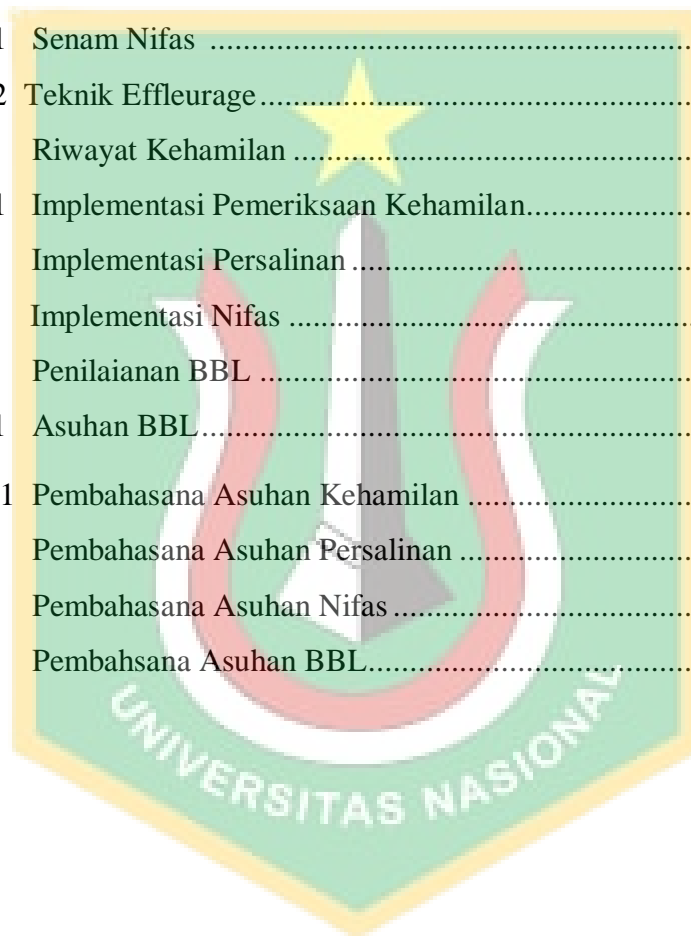 1 Senam Nifas ..........................................................
2 Teknik Effleurage....................................................
Riwayat Kehamilan ................................................
1 Implementasi Pemeriksaan Kehamilan....................
Implementasi Persalinan .........................................
Implementasi Nifas .................................................
Penilaianan BBL .....................................................
1 Asuhan BBL............................................................
1 Pembahasana Asuhan Kehamilan ...........................
Pembahasana Asuhan Persalinan ............................
Pembahasana Asuhan Nifas ....................................
Pembahsana Asuhan BBL.......................................
UNIVERSITAS NASIONAL